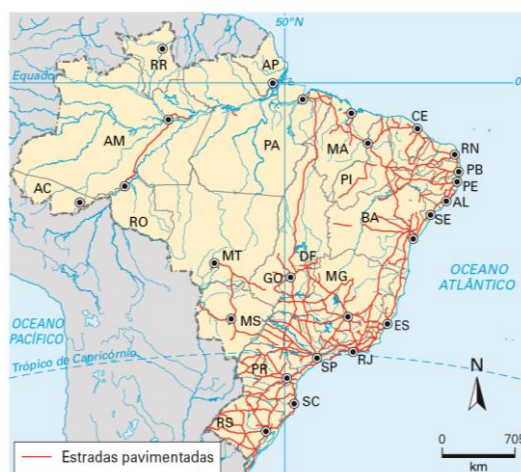 50°N
Equador
0°
RR
AP
AM
PA
MA
CE
RN
PB
PE
AL
SE
PI
BA
AC
RO
MT
DF
GO
MG
MS
ES
OCEANO
PACÍFICO
OCEANO
ATLÂNTICO
Trópico de Capricórnio
SP
RJ
PR
SC
RS
N
0 705
km
Estradas pavimentadas